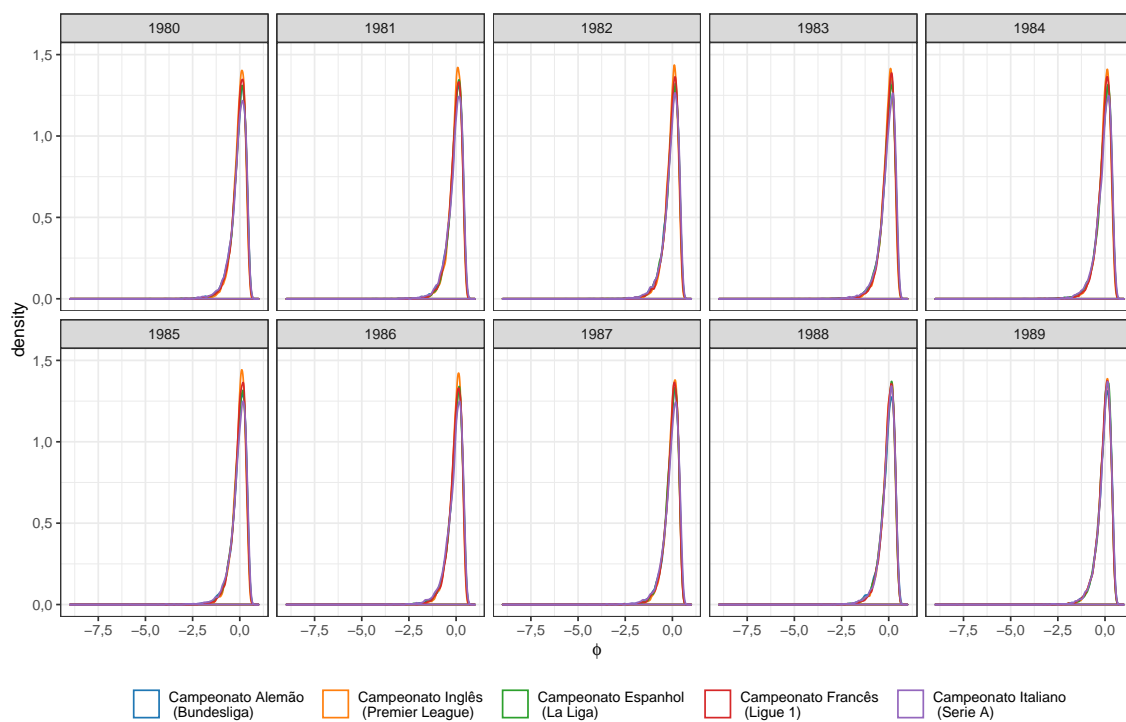 1980 1981 1982 1983 1984
1,5
1,0
0,5
0,0
density
1985 1986 1987 1988 1989
1,5
1,0
0,5
0,0
-7,5 -5,0 -2,5 0,0 -7,5 -5,0 -2,5 0,0 -7,5 -5,0 -2,5 0,0 -7,5 -5,0 -2,5 0,0 -7,5 -5,0 -2,5 0,0
ϕ
Campeonato Alemão Campeonato Inglês Campeonato Espanhol Campeonato Francês Campeonato Italiano
(Bundesliga) (Premier League) (La Liga) (Ligue 1) (Serie A)